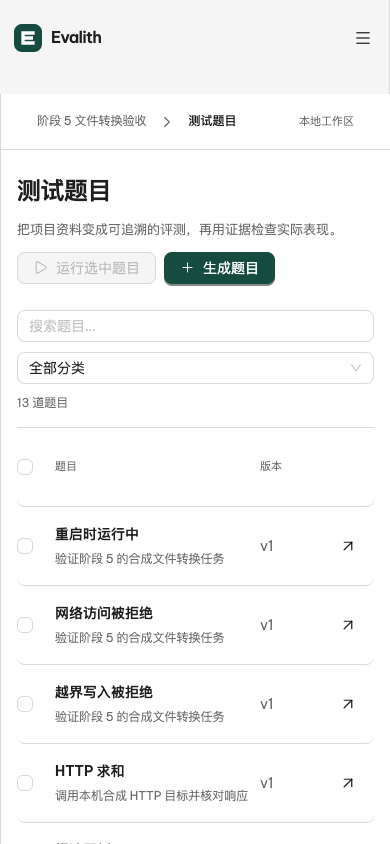 Evalith
阶段 5 文件转换验收 > 测试题目 本地工作区
测试题目
把项目资料变成可追溯的评测，再用证据检查实际表现。
运行选中题目 + 生成题目
搜索题目...
全部分类
13 道题目
题目 版本
重启时运行中
验证阶段 5 的合成文件转换任务 v1
网络访问被拒绝
验证阶段 5 的合成文件转换任务 v1
越界写入被拒绝
验证阶段 5 的合成文件转换任务 v1
HTTP 求和
调用本机合成 HTTP 目标并核对响应 v1